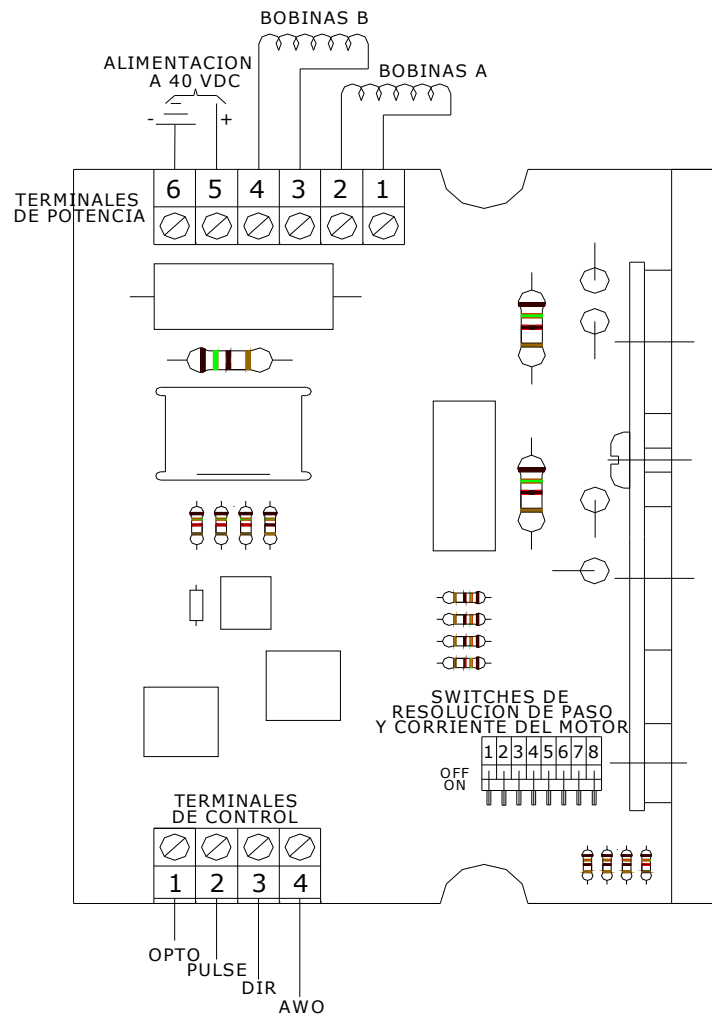 BOBINAS B
ALIMENTACION
A 40 VDC
BOBINAS A
- +
6 5 4 3 2 1
TERMINALES
DE POTENCIA
SWITCHES DE
RESOLUCION DE PASO
Y CORRIENTE DEL MOTOR
1 2 3 4 5 6 7 8
OFF
ON
TERMINALES
DE CONTROL
1 2 3 4
OPTO
PULSE
DIR
AWO